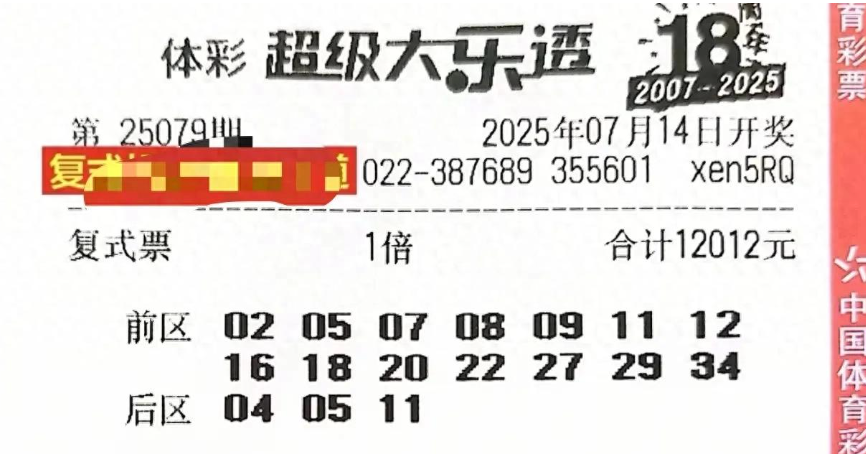 体彩 超级大乐透
18周年
2007-2025
第 25079期 2025年07月14日开奖
复式 022-387689 355601 xen5RQ
复式票 1倍 合计12012元
前区 02 05 07 08 09 11 12
16 18 20 22 27 29 34
后区 04 05 11
育彩票
中国体育彩